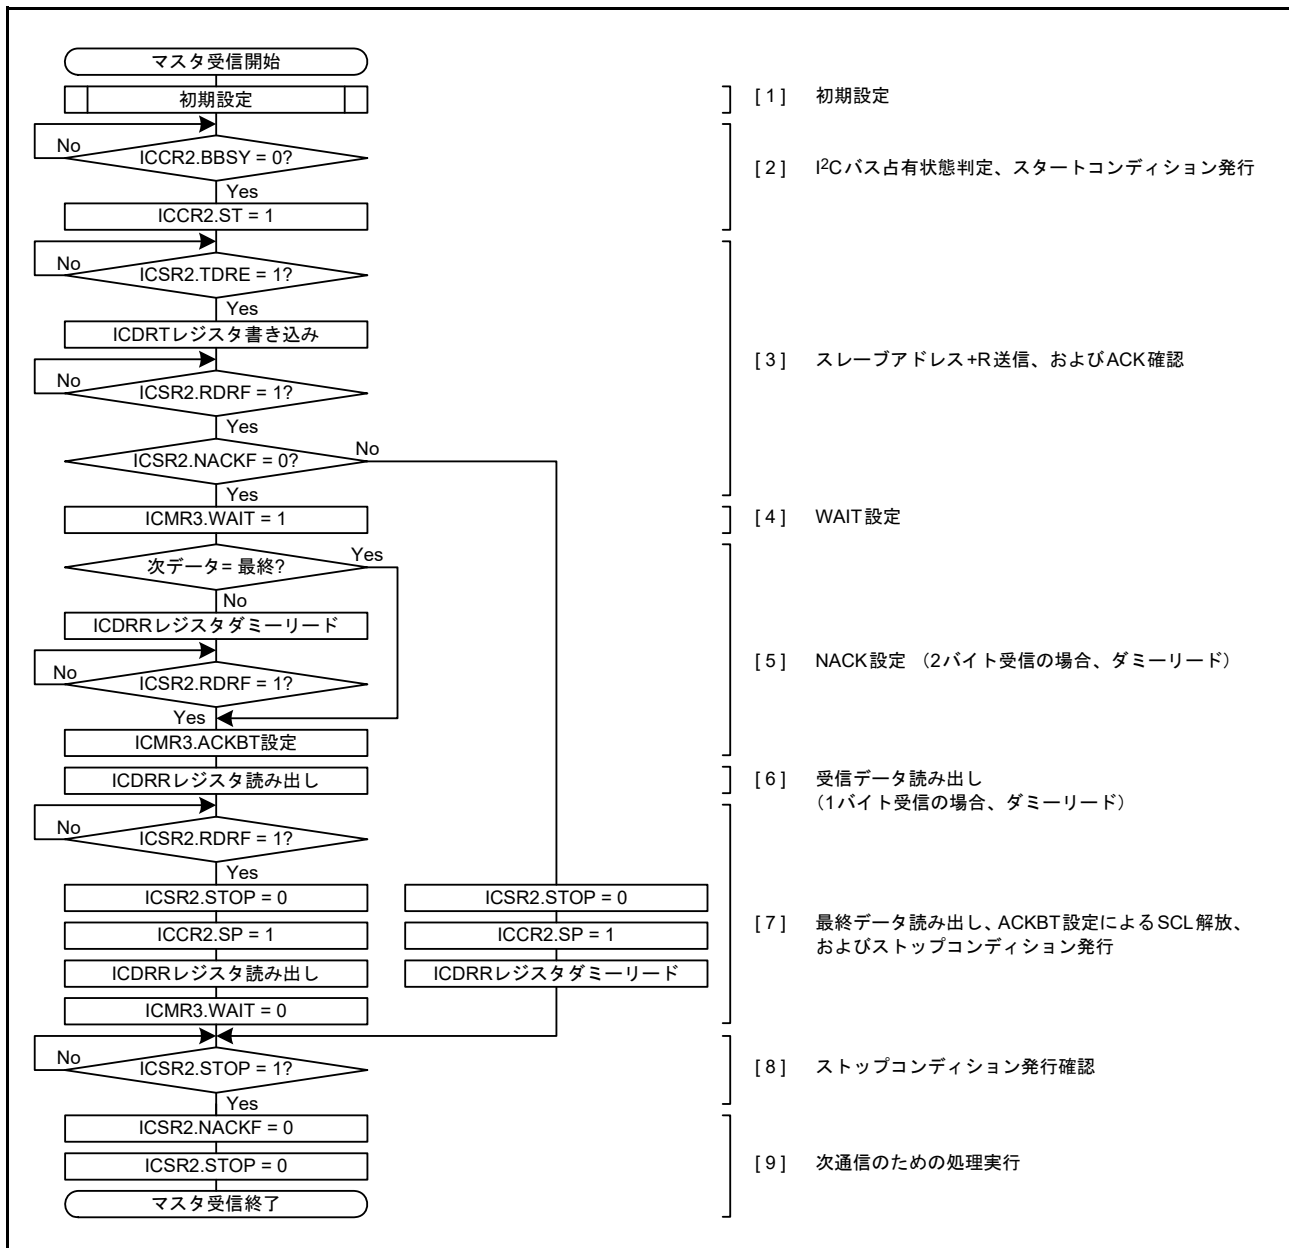 マスタ受信開始
初期設定
[ 1 ] 初期設定
No
ICCR2.BBSY = 0?
Yes
ICCR2.ST = 1
[ 2 ] I2Cバス占有状態判定、スタートコンディション発行
No
ICSR2.TDRE = 1?
Yes
ICDRTレジスタ書き込み
No
ICSR2.RDRF = 1?
Yes
ICSR2.NACKF = 0?
No
Yes
[ 3 ] スレーブアドレス+R送信、およびACK確認
ICMR3.WAIT = 1
[ 4 ] WAIT設定
次データ= 最終?
Yes
No
ICDRRレジスタダミーリード
No
ICSR2.RDRF = 1?
Yes
ICMR3.ACKBT設定
[ 5 ] NACK設定 （2バイト受信の場合、ダミーリード）
ICDRRレジスタ読み出し
[ 6 ] 受信データ読み出し
（1バイト受信の場合、ダミーリード）
No
ICSR2.RDRF = 1?
Yes
ICSR2.STOP = 0
ICCR2.SP = 1
ICDRRレジスタ読み出し
ICMR3.WAIT = 0
ICSR2.STOP = 0
ICCR2.SP = 1
ICDRRレジスタダミーリード
[ 7 ] 最終データ読み出し、ACKBT設定によるSCL解放、
およびストップコンディション発行
No
ICSR2.STOP = 1?
Yes
[ 8 ] ストップコンディション発行確認
ICSR2.NACKF = 0
ICSR2.STOP = 0
[ 9 ] 次通信のための処理実行
マスタ受信終了